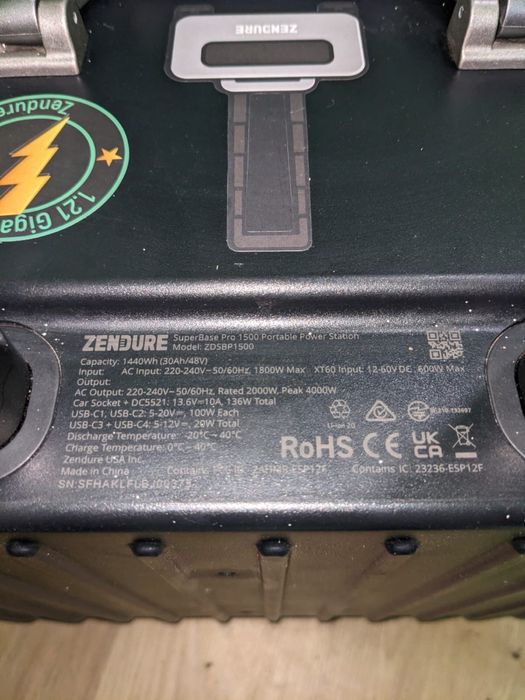 ZENDURE
Zendure
1.21 Giga
ZENDURE SuperBase Pro 1500 Portable Power Station
Model: ZDSBP1500
Capacity: 1440Wh (30Ah/48V)
Input: AC Input: 220-240V~50/60Hz, 1800W Max XT60 Input: 12-60V DC, 600W Max
Output:
AC Output: 220-240V~50/60Hz, Rated 2000W, Peak 4000W
Car Socket + DC5521: 13.6V⎓10A, 136W Total
USB-C1, USB-C2: 5-20V⎓, 100W Each
USB-C3 + USB-C4: 5-12V⎓, 20W Total
Discharge Temperature: -20°C~40°C
Charge Temperature: 0°C~40°C
Zendure USA Inc
Made in China Contains ESP12F Contains IC: 23236-ESP12F
Li-ion 20
RoHS CE UK CA